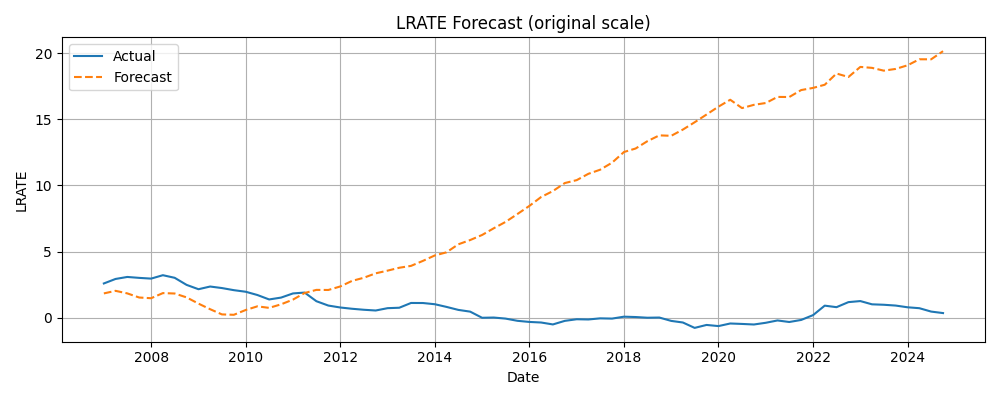 LRATE Forecast (original scale)
Actual
Forecast
20
15
10
5
0
LRATE
2008 2010 2012 2014 2016 2018 2020 2022 2024
Date